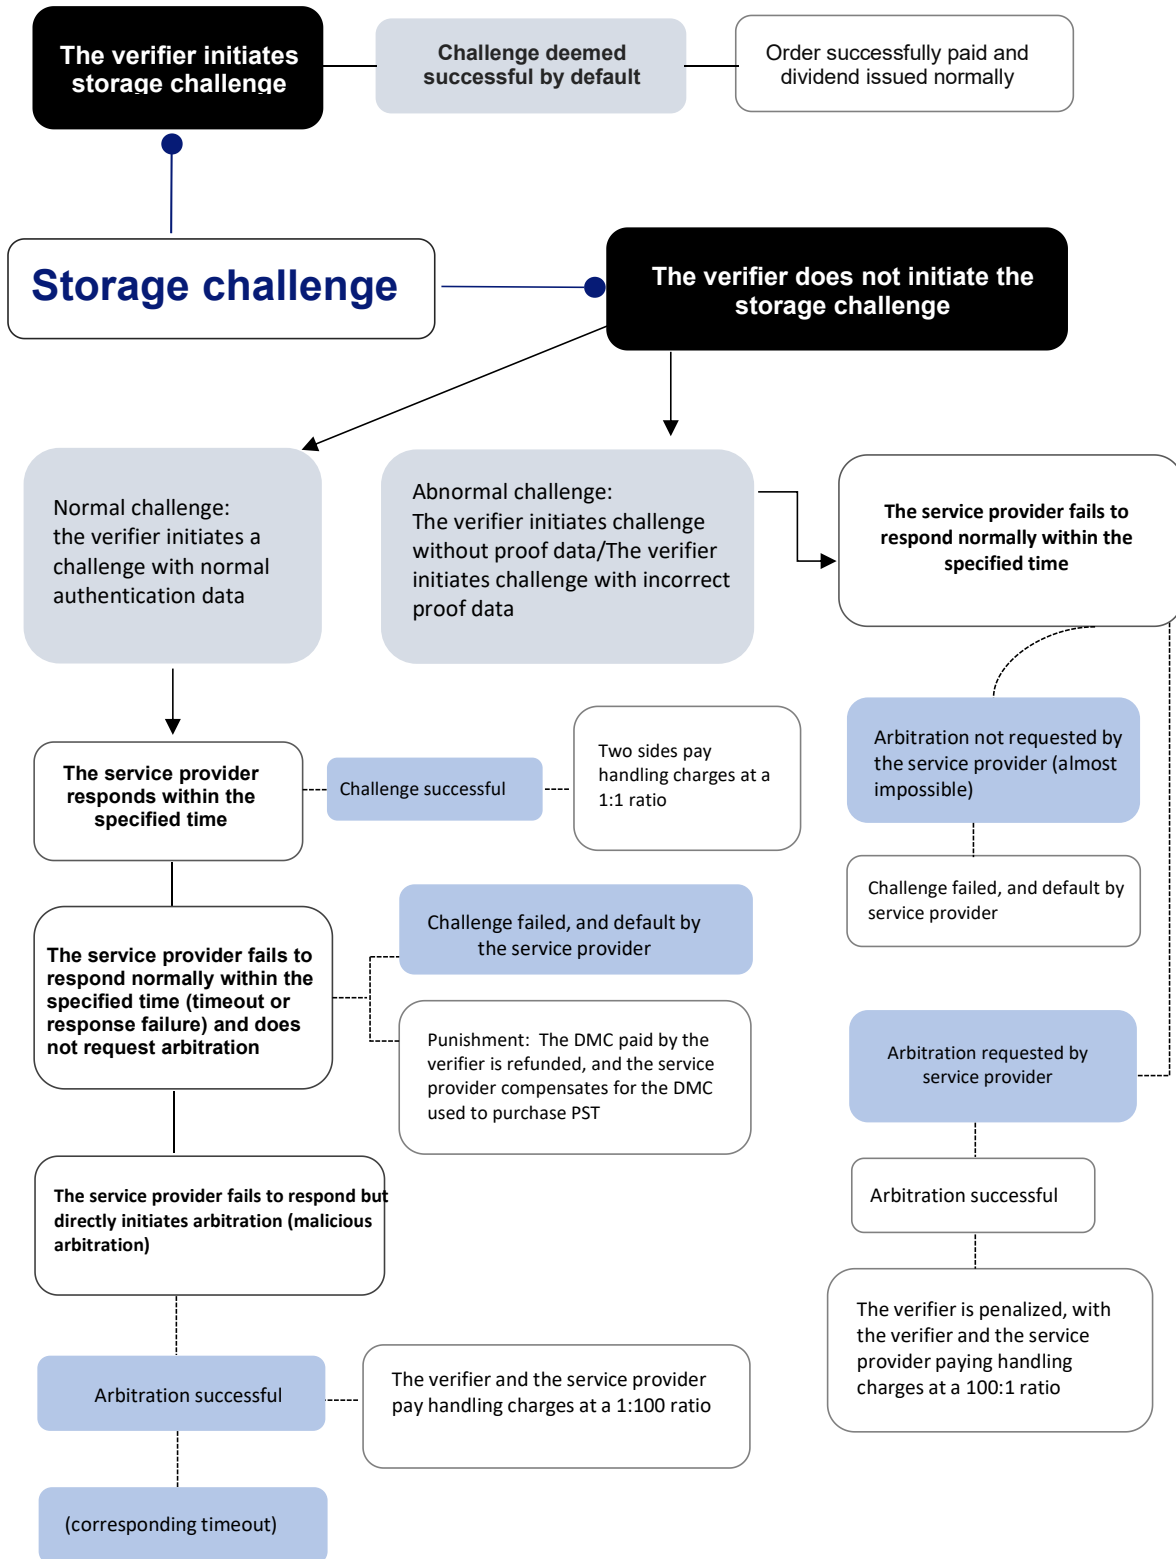 The verifier initiates
storage challenge
Challenge deemed
successful by default
Order successfully paid and
dividend issued normally
Storage challenge
The verifier does not initiate the
storage challenge
Normal challenge:
the verifier initiates a
challenge with normal
authentication data
Abnormal challenge:
The verifier initiates challenge
without proof data/The verifier
initiates challenge with incorrect
proof data
The service provider fails to
respond normally within the
specified time
Arbitration not requested by
the service provider (almost
impossible)
The service provider
responds within the
specified time
Challenge successful
Two sides pay
handling charges at a
1:1 ratio
Challenge failed, and default by
service provider
The service provider fails to
respond normally within the
specified time (timeout or
response failure) and does
not request arbitration
Challenge failed, and default by
the service provider
Punishment: The DMC paid by the
verifier is refunded, and the service
provider compensates for the DMC
used to purchase PST
Arbitration requested by
service provider
The service provider fails to respond but
directly initiates arbitration (malicious
arbitration)
Arbitration successful
The verifier is penalized, with
the verifier and the service
provider paying handling
charges at a 100:1 ratio
Arbitration successful
The verifier and the service provider
pay handling charges at a 1:100 ratio
(corresponding timeout)